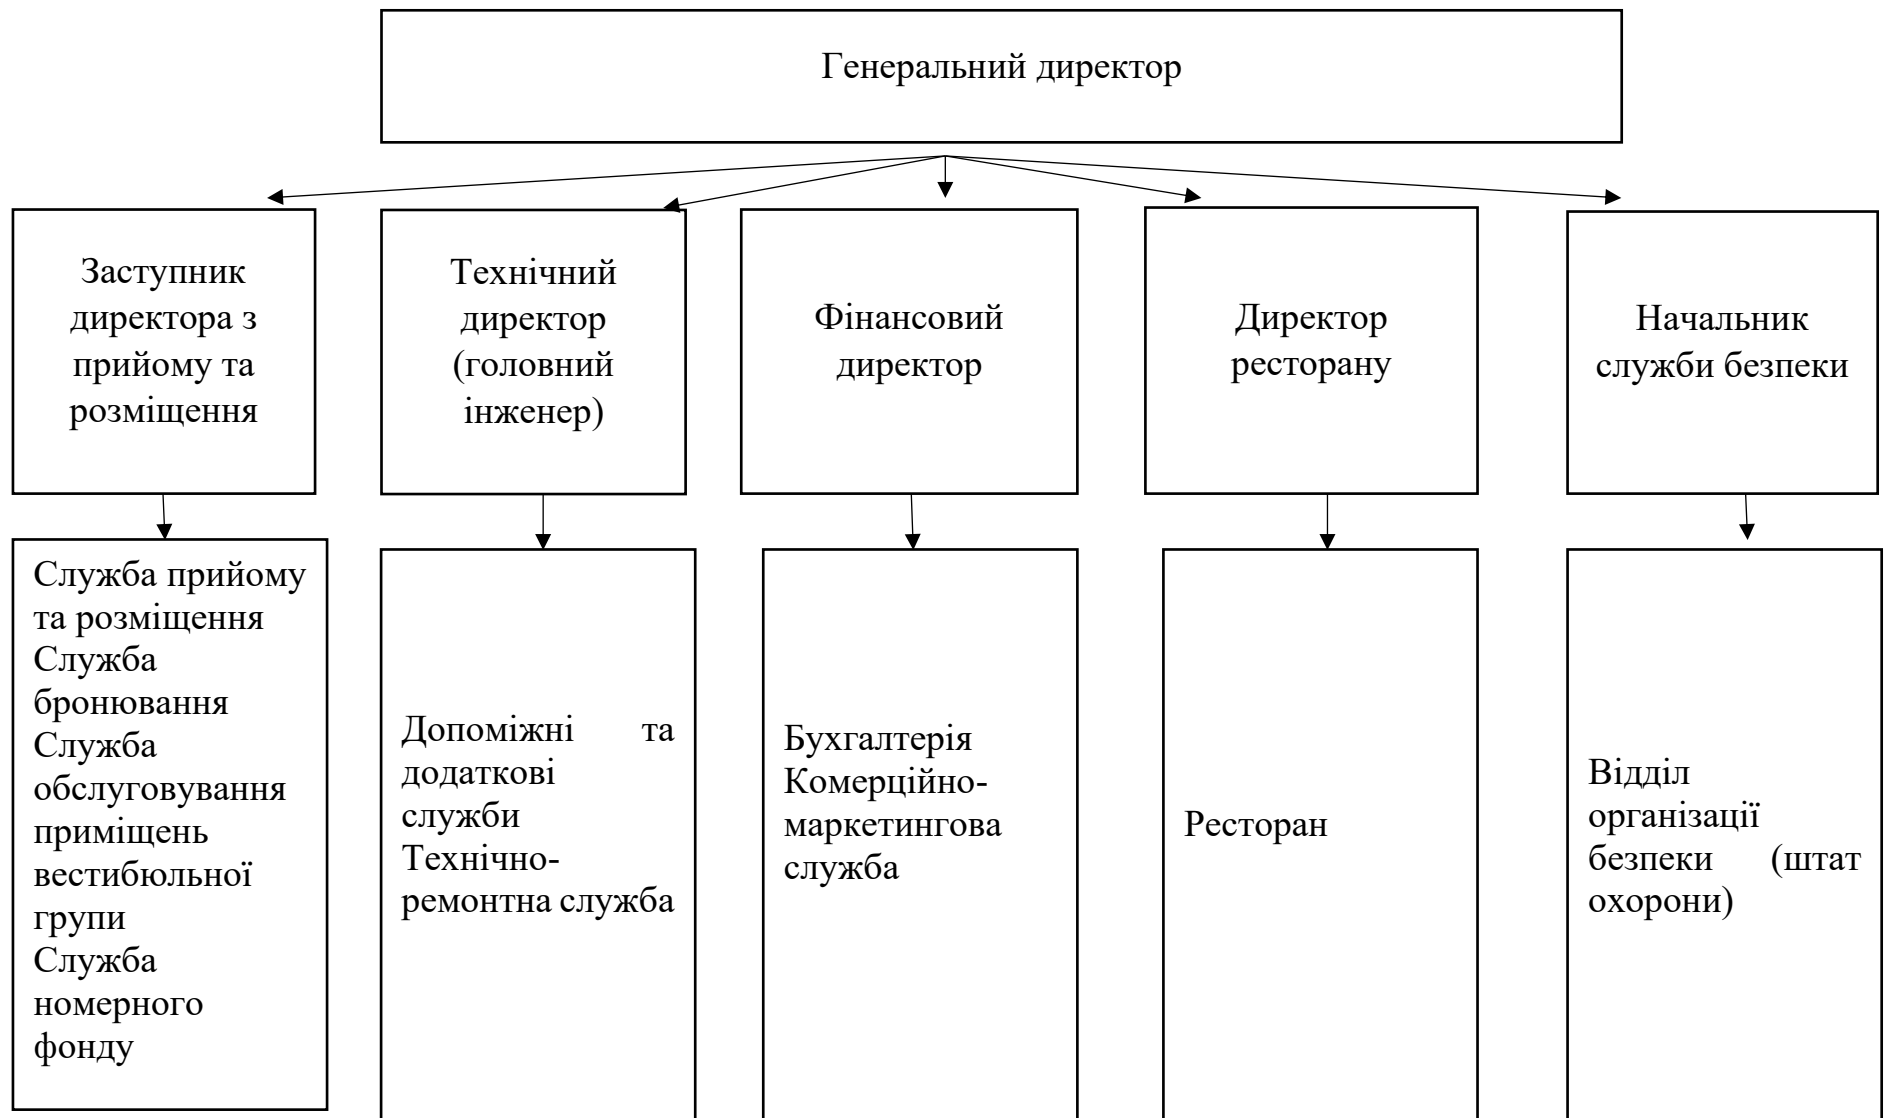 Генеральний директор
Заступник
директора з
прийому та
розміщення
Технічний
директор
(головний
інженер)
Фінансовий
директор
Директор
ресторану
Начальник
служби безпеки
Служба прийому
та розміщення
Служба
бронювання
Служба
обслуговування
приміщень
вестибюльної
групи
Служба
номерного
фонду
Допоміжні та
додаткові
служби
Технічно-
ремонтна служба
Бухгалтерія
Комерційно-
маркетингова
служба
Ресторан
Відділ
організації
безпеки (штат
охорони)